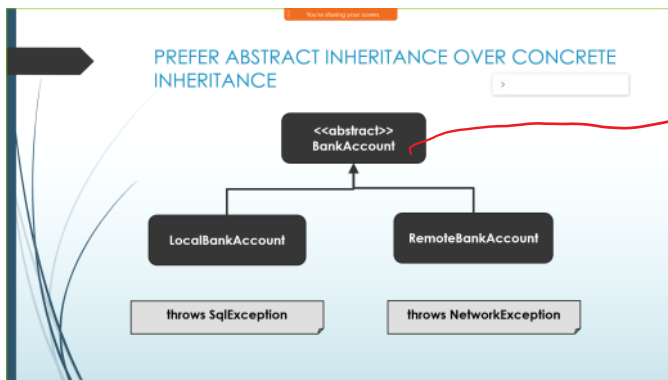 You're sharing your screen.
PREFER ABSTRACT INHERITANCE OVER CONCRETE
INHERITANCE
>
<<abstract>>
BankAccount
LocalBankAccount
RemoteBankAccount
throws SqlException
throws NetworkException